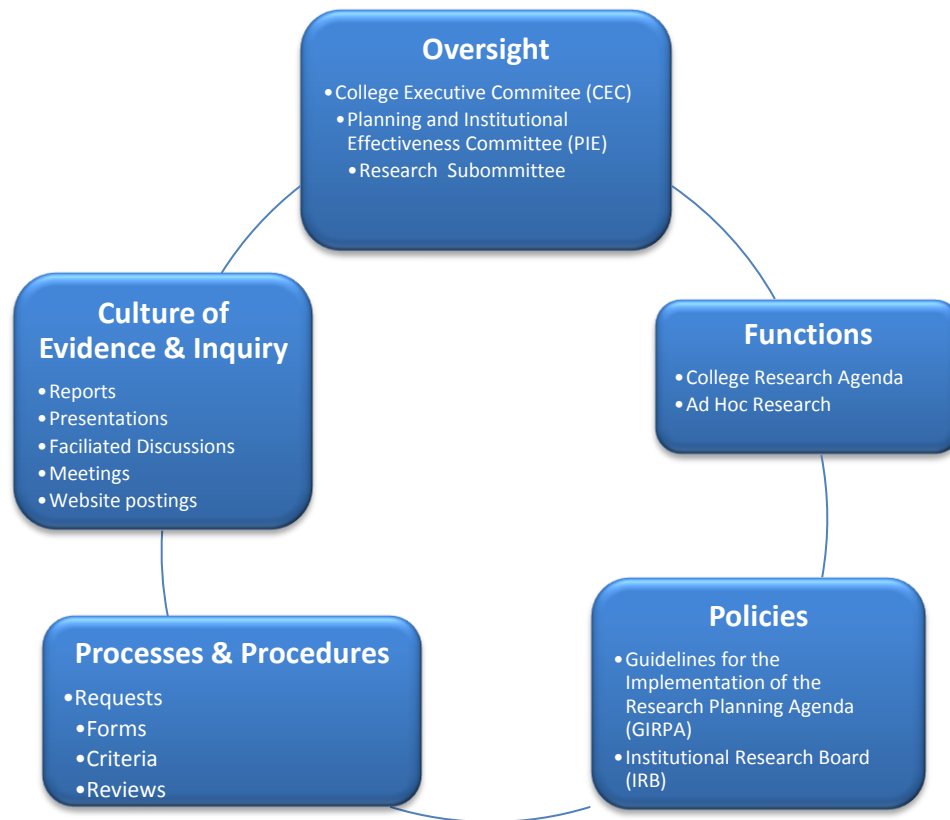 Oversight
•College Executive Commitee (CEC)
•Planning and Institutional
Effectiveness Committee (PIE)
•Research Subommittee
Functions
•College Research Agenda
•Ad Hoc Research
Policies
•Guidelines for the
Implementation of the
Research Planning Agenda
(GIRPA)
•Institutional Research Board
(IRB)
Processes & Procedures
•Requests
•Forms
•Criteria
•Reviews
Culture of
Evidence & Inquiry
•Reports
•Presentations
•Faciliated Discussions
•Meetings
•Website postings